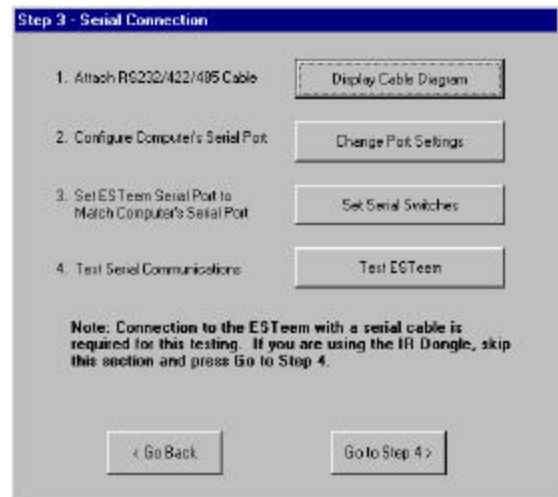 Step 3 - Serial Connection
1. Attach RS232/422/485 Cable
Display Cable Diagram
2. Configure Computer's Serial Port
Change Port Settings
3. Set ESTeem Serial Port to
Match Computer's Serial Port
Set Serial Switches
4. Test Serial Communications
Test ESTeem
Note: Connection to the ESTeem with a serial cable is
required for this testing. If you are using the IR Dongle, skip
this section and press Go to Step 4.
< Go Back
Go to Step 4 >